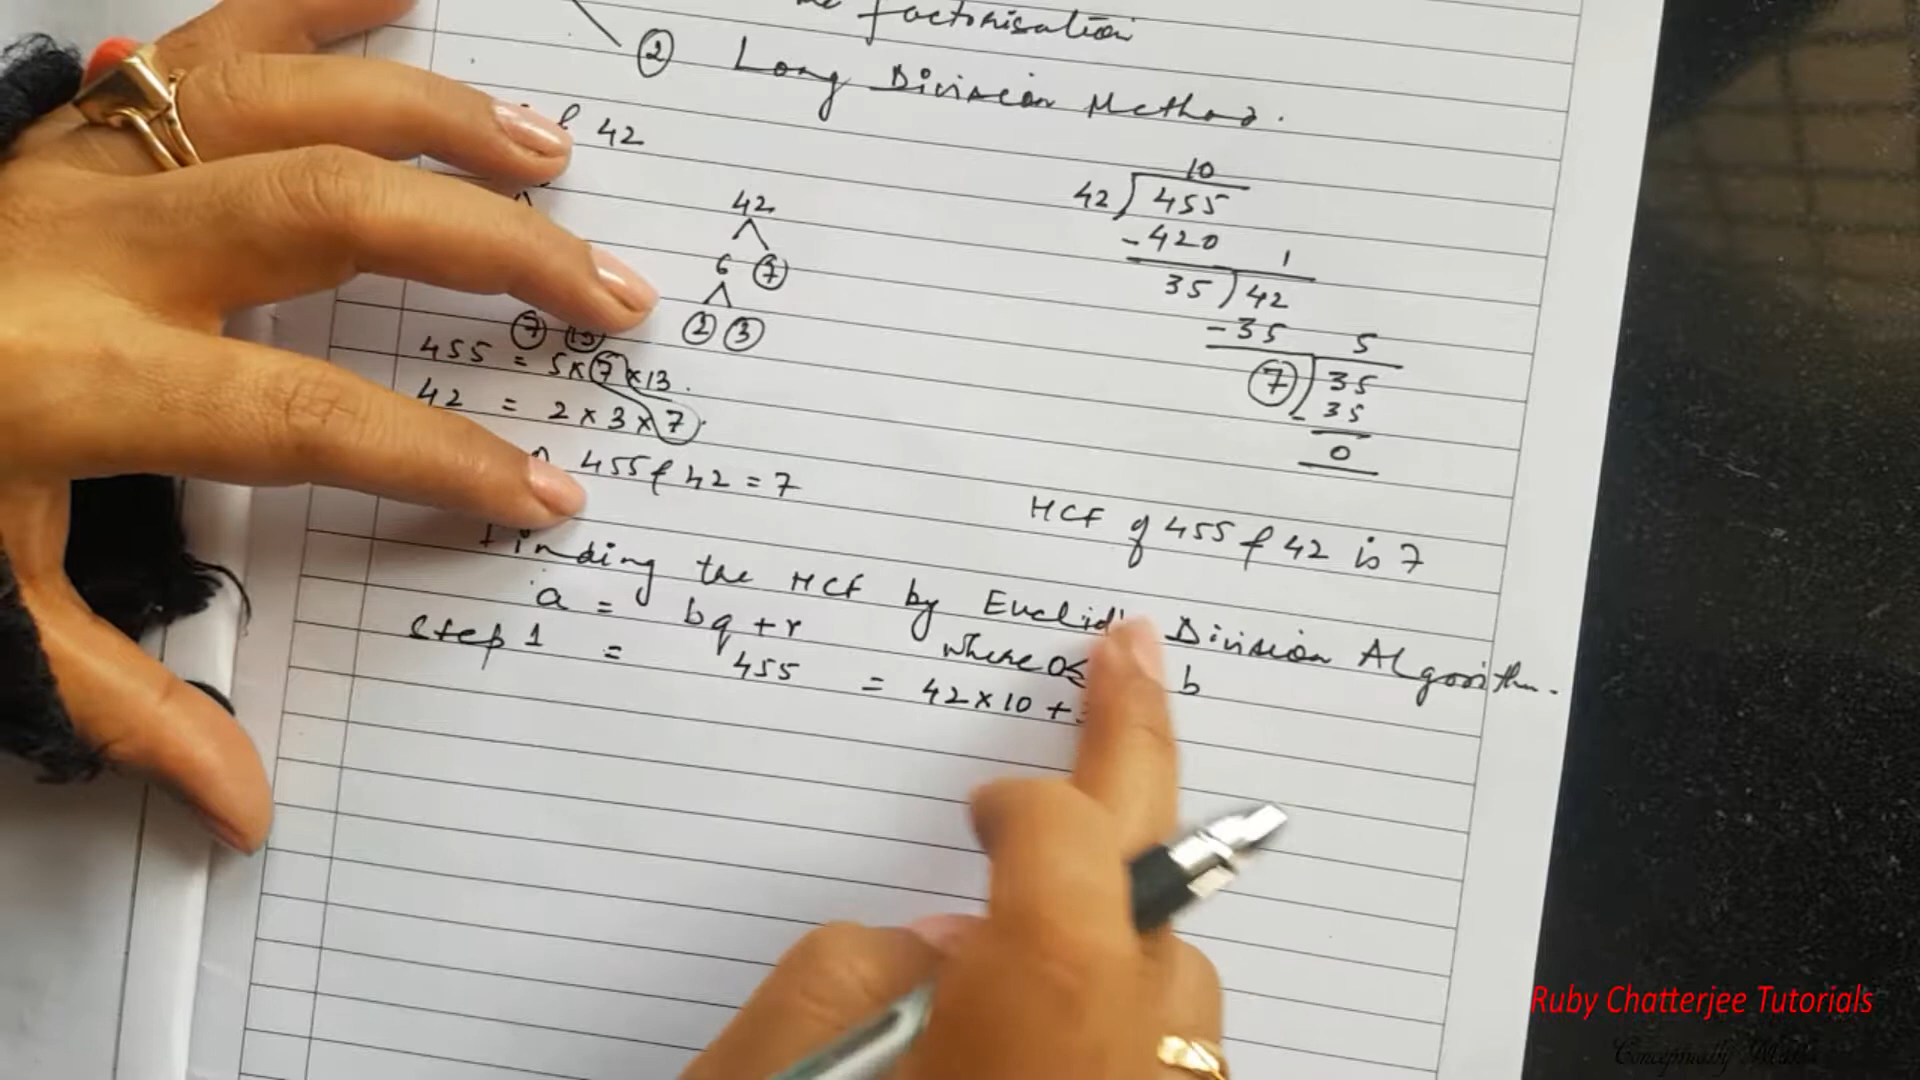 factorisation
② Long Division Method.
& 42
10
42 ) 455
- 420 1
35 ) 42
- 35 5
7 ) 35
35
0
42
6 7
2 3
7 13
455 = 5 × 7 × 13.
42 = 2 × 3 × 7
455 & 42 = 7
HCF of 455 & 42 is 7
Finding the HCF by Euclid's Division Algorithm.
a = bq + r where 0≤ b
Step 1 = 455 = 42 × 10 +
Ruby Chatterjee Tutorials